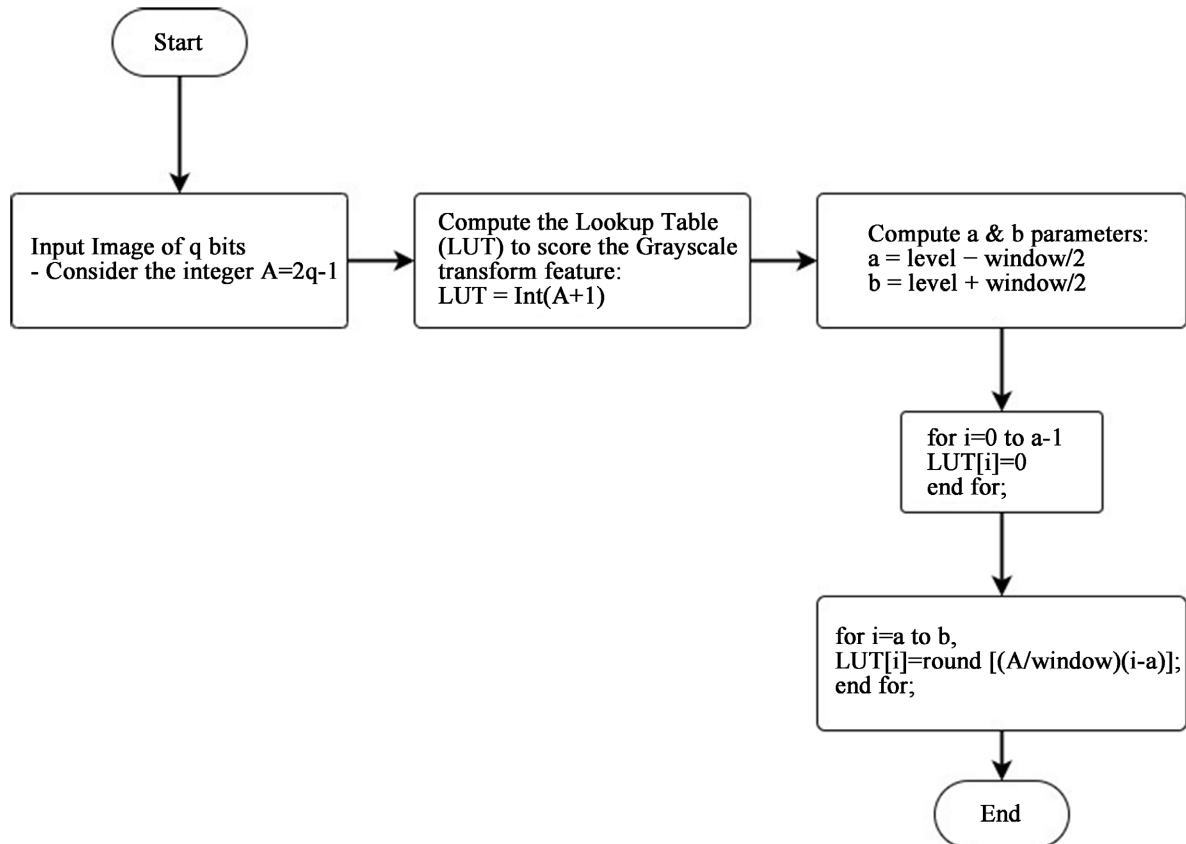 Start
Input Image of q bits
- Consider the integer A=2q-1
Compute the Lookup Table
(LUT) to score the Grayscale
transform feature:
LUT = Int(A+1)
Compute a & b parameters:
a = level − window/2
b = level + window/2
for i=0 to a-1
LUT[i]=0
end for;
for i=a to b,
LUT[i]=round [(A/window)(i-a)];
end for;
End